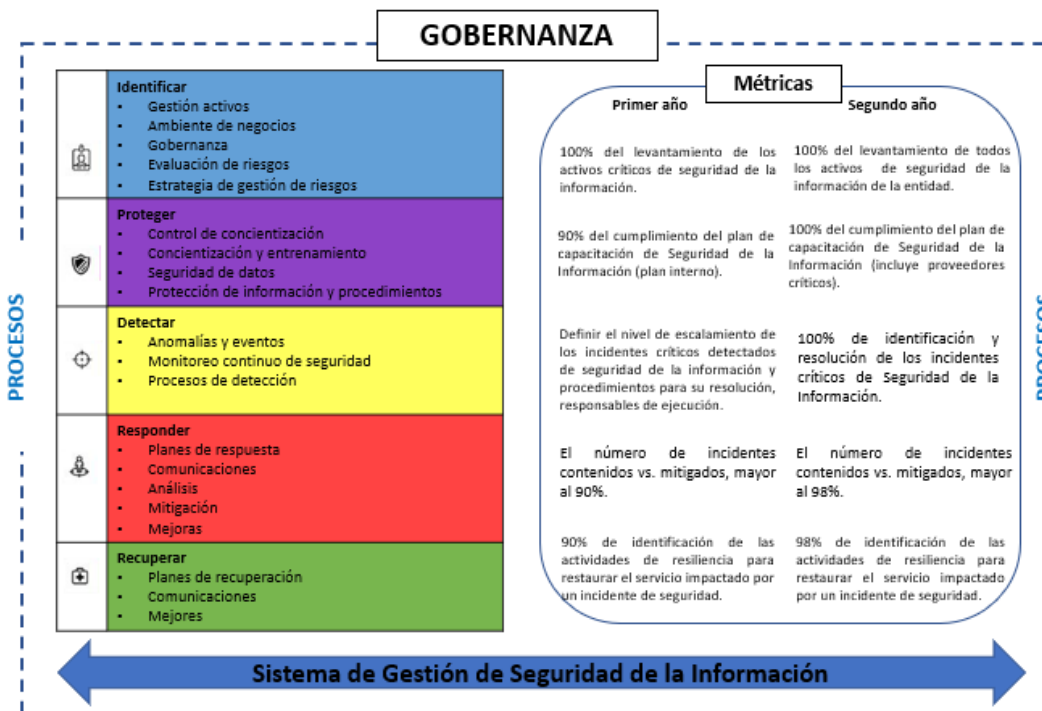 GOBERNANZA
PROCESOS
Identificar
• Gestión activos
• Ambiente de negocios
• Gobernanza
• Evaluación de riesgos
• Estrategia de gestión de riesgos
Proteger
• Control de concientización
• Concientización y entrenamiento
• Seguridad de datos
• Protección de información y procedimientos
Detectar
• Anomalías y eventos
• Monitoreo continuo de seguridad
• Procesos de detección
Responder
• Planes de respuesta
• Comunicaciones
• Análisis
• Mitigación
• Mejoras
Recuperar
• Planes de recuperación
• Comunicaciones
• Mejores
Métricas
Primer año
100% del levantamiento de los
activos críticos de seguridad de la
información.
90% del cumplimiento del plan de
capacitación de Seguridad de la
Información (plan interno).
Definir el nivel de escalamiento de
los incidentes críticos detectados
de seguridad de la información y
procedimientos para su resolución,
responsables de ejecución.
El número de incidentes
contenidos vs. mitigados, mayor
al 90%.
90% de identificación de las
actividades de resiliencia para
restaurar el servicio impactado por
un incidente de seguridad.
Segundo año
100% del levantamiento de todos
los activos de seguridad de la
información de la entidad.
100% del cumplimiento del plan de
capacitación de Seguridad de la
Información (incluye proveedores
críticos).
100% de identificación y
resolución de los incidentes
críticos de Seguridad de la
Información.
El número de incidentes
contenidos vs. mitigados, mayor
al 98%.
98% de identificación de las
actividades de resiliencia para
restaurar el servicio impactado
por un incidente de seguridad.
PROCESOS
Sistema de Gestión de Seguridad de la Información